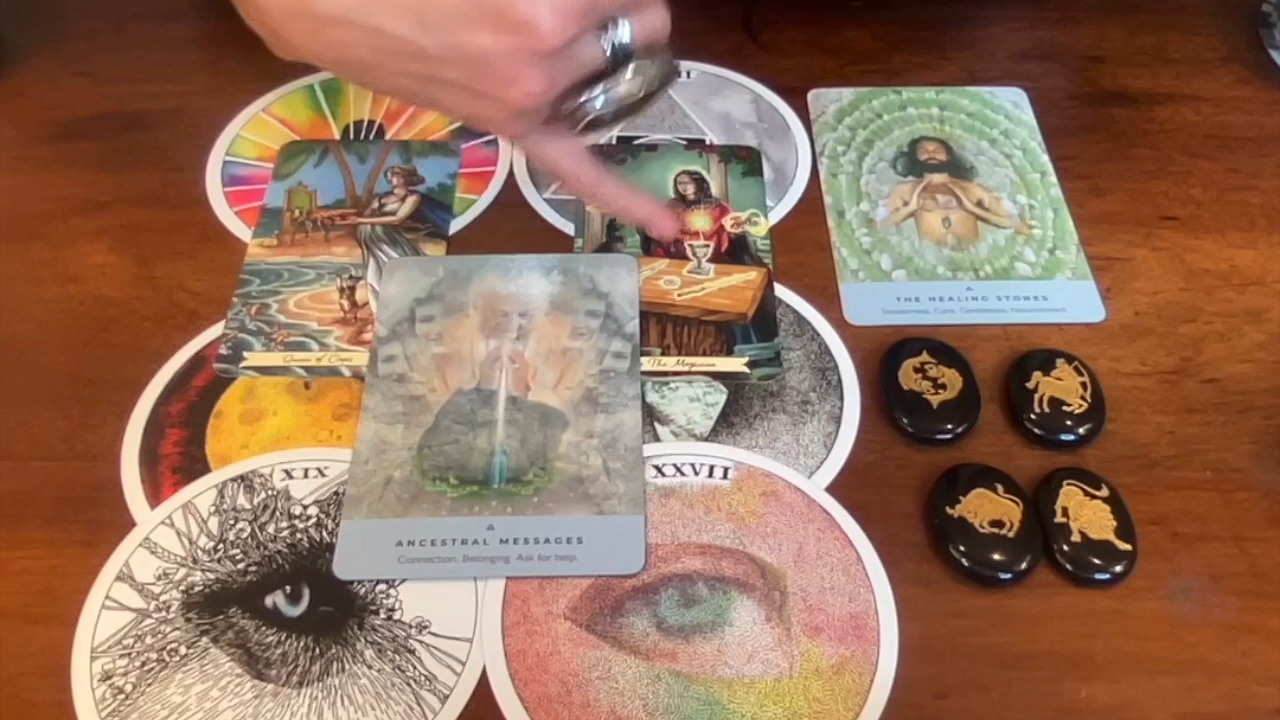 II
Queen of Cups
The Magician
THE HEALING STONES
Tenderness. Care. Gentleness. Nourishment.
XIX
XXVII
ANCESTRAL MESSAGES
Connection. Belonging. Ask for help.